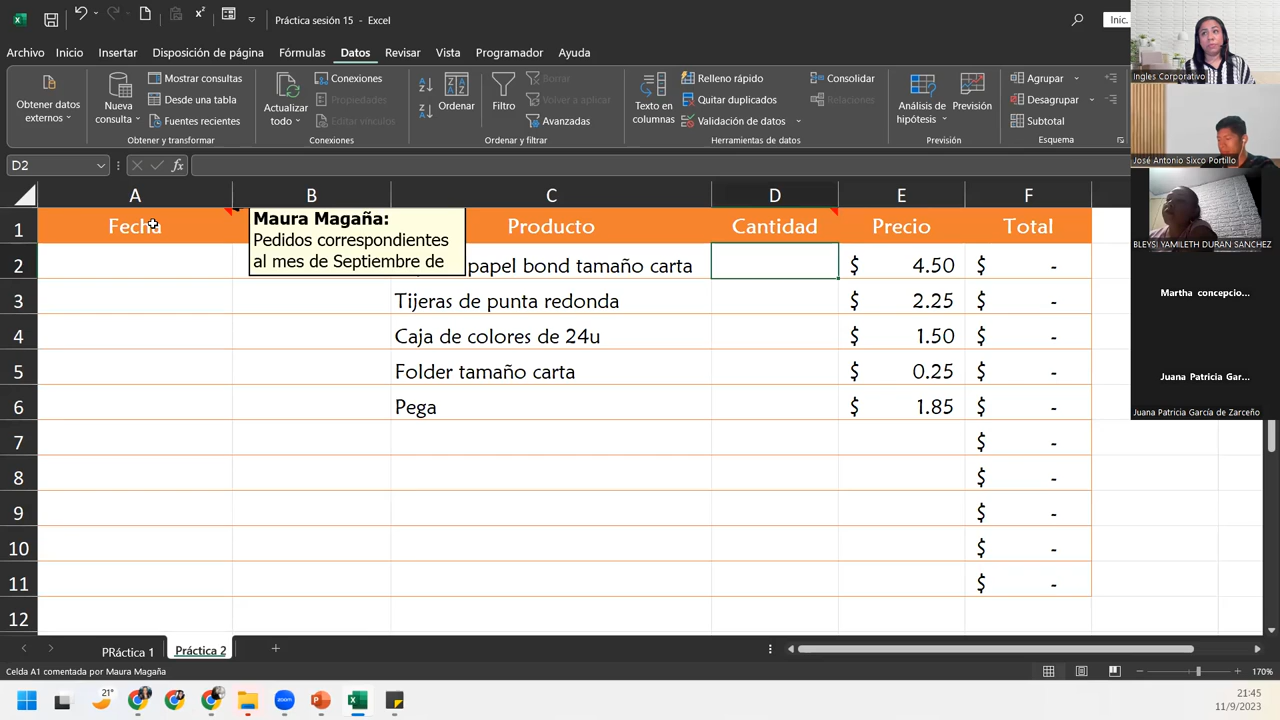 Práctica sesión 15 - Excel
Inic.
Archivo Inicio Insertar Disposición de página Fórmulas Datos Revisar Vista Programador Ayuda
Obtener datos externos
Nueva consulta
Mostrar consultas
Desde una tabla
Fuentes recientes
Obtener y transformar
Actualizar todo
Conexiones
Propiedades
Editar vínculos
Conexiones
Ordenar
Filtro
Borrar
Volver a aplicar
Avanzadas
Ordenar y filtrar
Texto en columnas
Relleno rápido
Quitar duplicados
Validación de datos
Consolidar
Relaciones
Herramientas de datos
Análisis de hipótesis
Previsión
Previsión
Agrupar
Desagrupar
Subtotal
Esquema
D2
fx
A B C D E F
1 Fecha Producto Cantidad Precio Total
Maura Magaña:
Pedidos correspondientes
al mes de Septiembre de
2 papel bond tamaño carta $ 4.50 $ -
3 Tijeras de punta redonda $ 2.25 $ -
4 Caja de colores de 24u $ 1.50 $ -
5 Folder tamaño carta $ 0.25 $ -
6 Pega $ 1.85 $ -
7 $ -
8 $ -
9 $ -
10 $ -
11 $ -
12
PRáctica 1 Práctica 2
Celda A1 comentada por Maura Magaña
170%
21°
zoom
21:45
11/9/2023
Ingles Corporativo
José Antonio Sixco Portillo
BLEYSI YAMILETH DURAN SANCHEZ
Martha concepcio...
Juana Patricia Gar...
Juana Patricia García de Zarceño